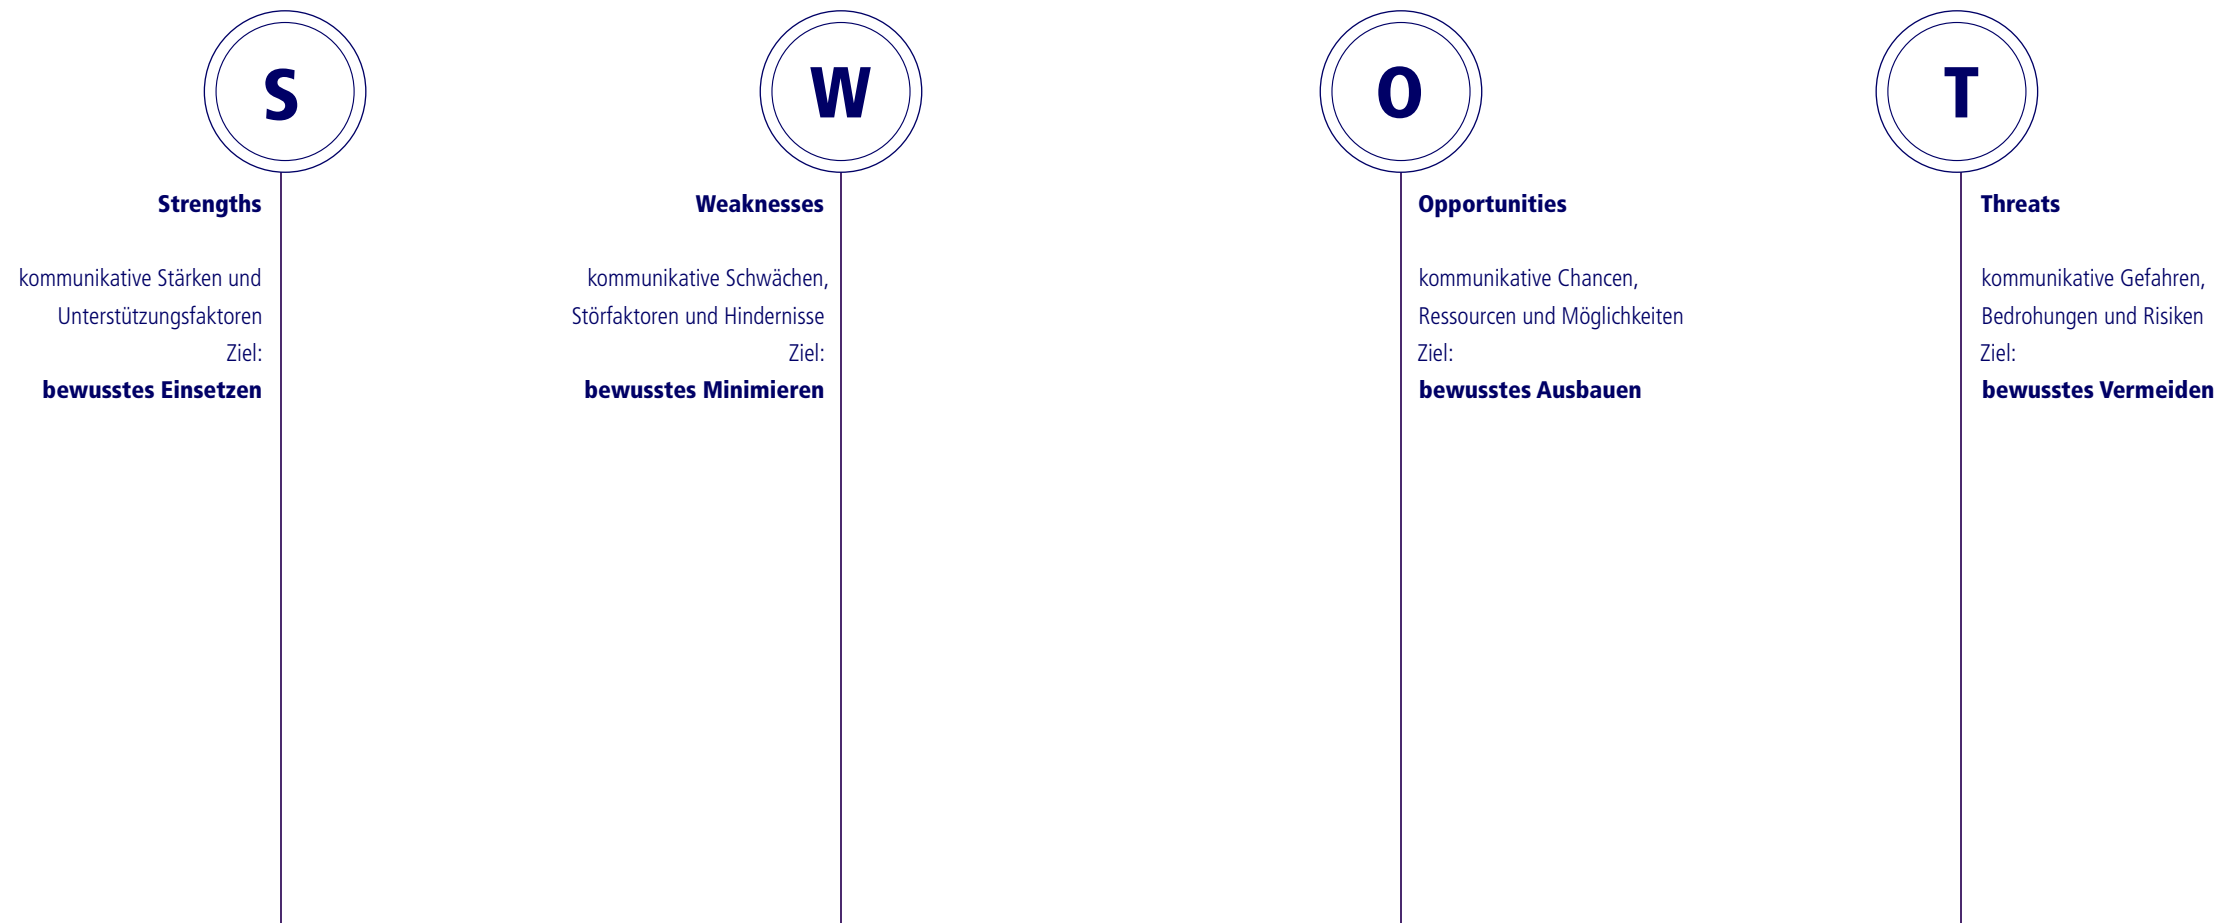 S
Strengths
kommunikative Stärken und
Unterstützungsfaktoren
Ziel:
bewusstes Einsetzen
W
Weaknesses
kommunikative Schwächen,
Störfaktoren und Hindernisse
Ziel:
bewusstes Minimieren
O
Opportunities
kommunikative Chancen,
Ressourcen und Möglichkeiten
Ziel:
bewusstes Ausbauen
T
Threats
kommunikative Gefahren,
Bedrohungen und Risiken
Ziel:
bewusstes Vermeiden